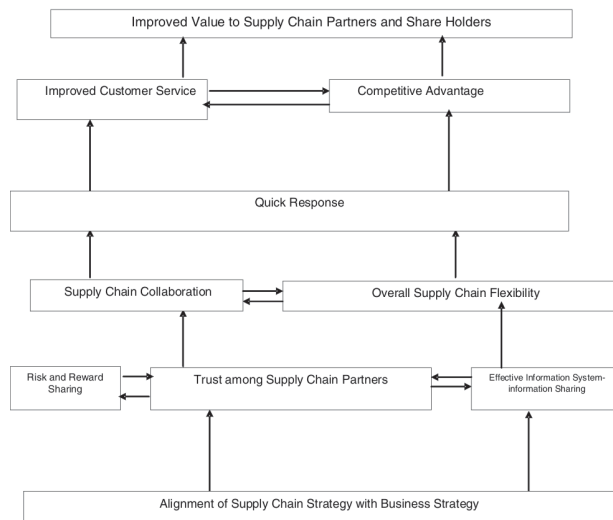 Improved Value to Supply Chain Partners and Share Holders
Improved Customer Service
Competitive Advantage
Quick Response
Supply Chain Collaboration
Overall Supply Chain Flexibility
Risk and Reward
Sharing
Trust among Supply Chain Partners
Effective Information System-
information Sharing
Alignment of Supply Chain Strategy with Business Strategy